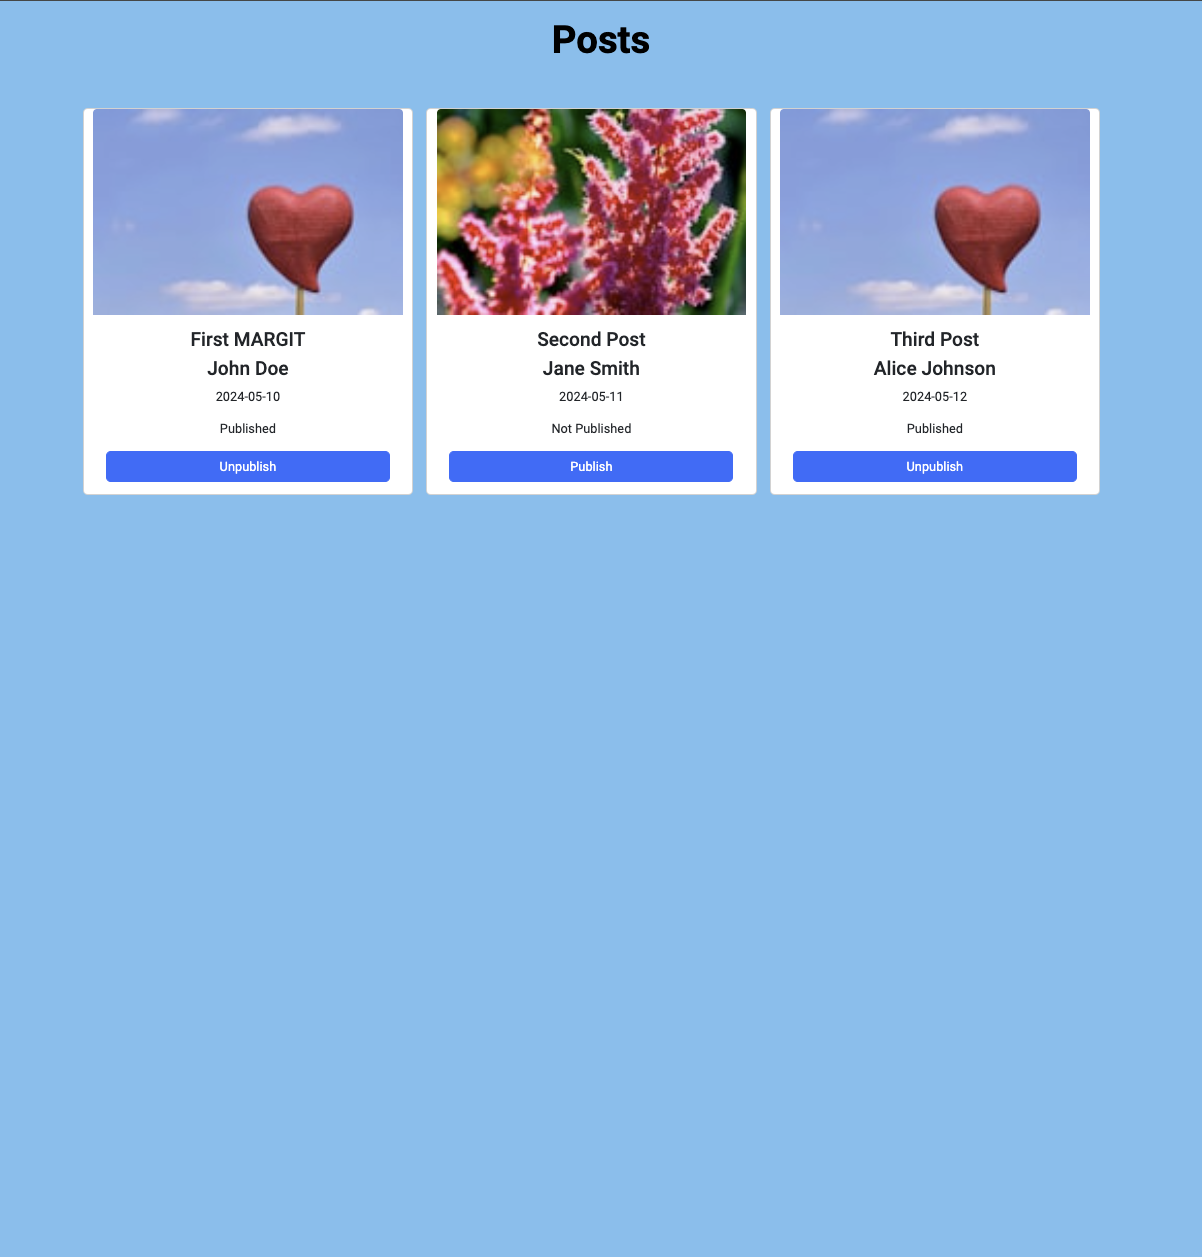 Posts
First MARGIT
John Doe
2024-05-10
Published
Unpublish
Second Post
Jane Smith
2024-05-11
Not Published
Publish
Third Post
Alice Johnson
2024-05-12
Published
Unpublish